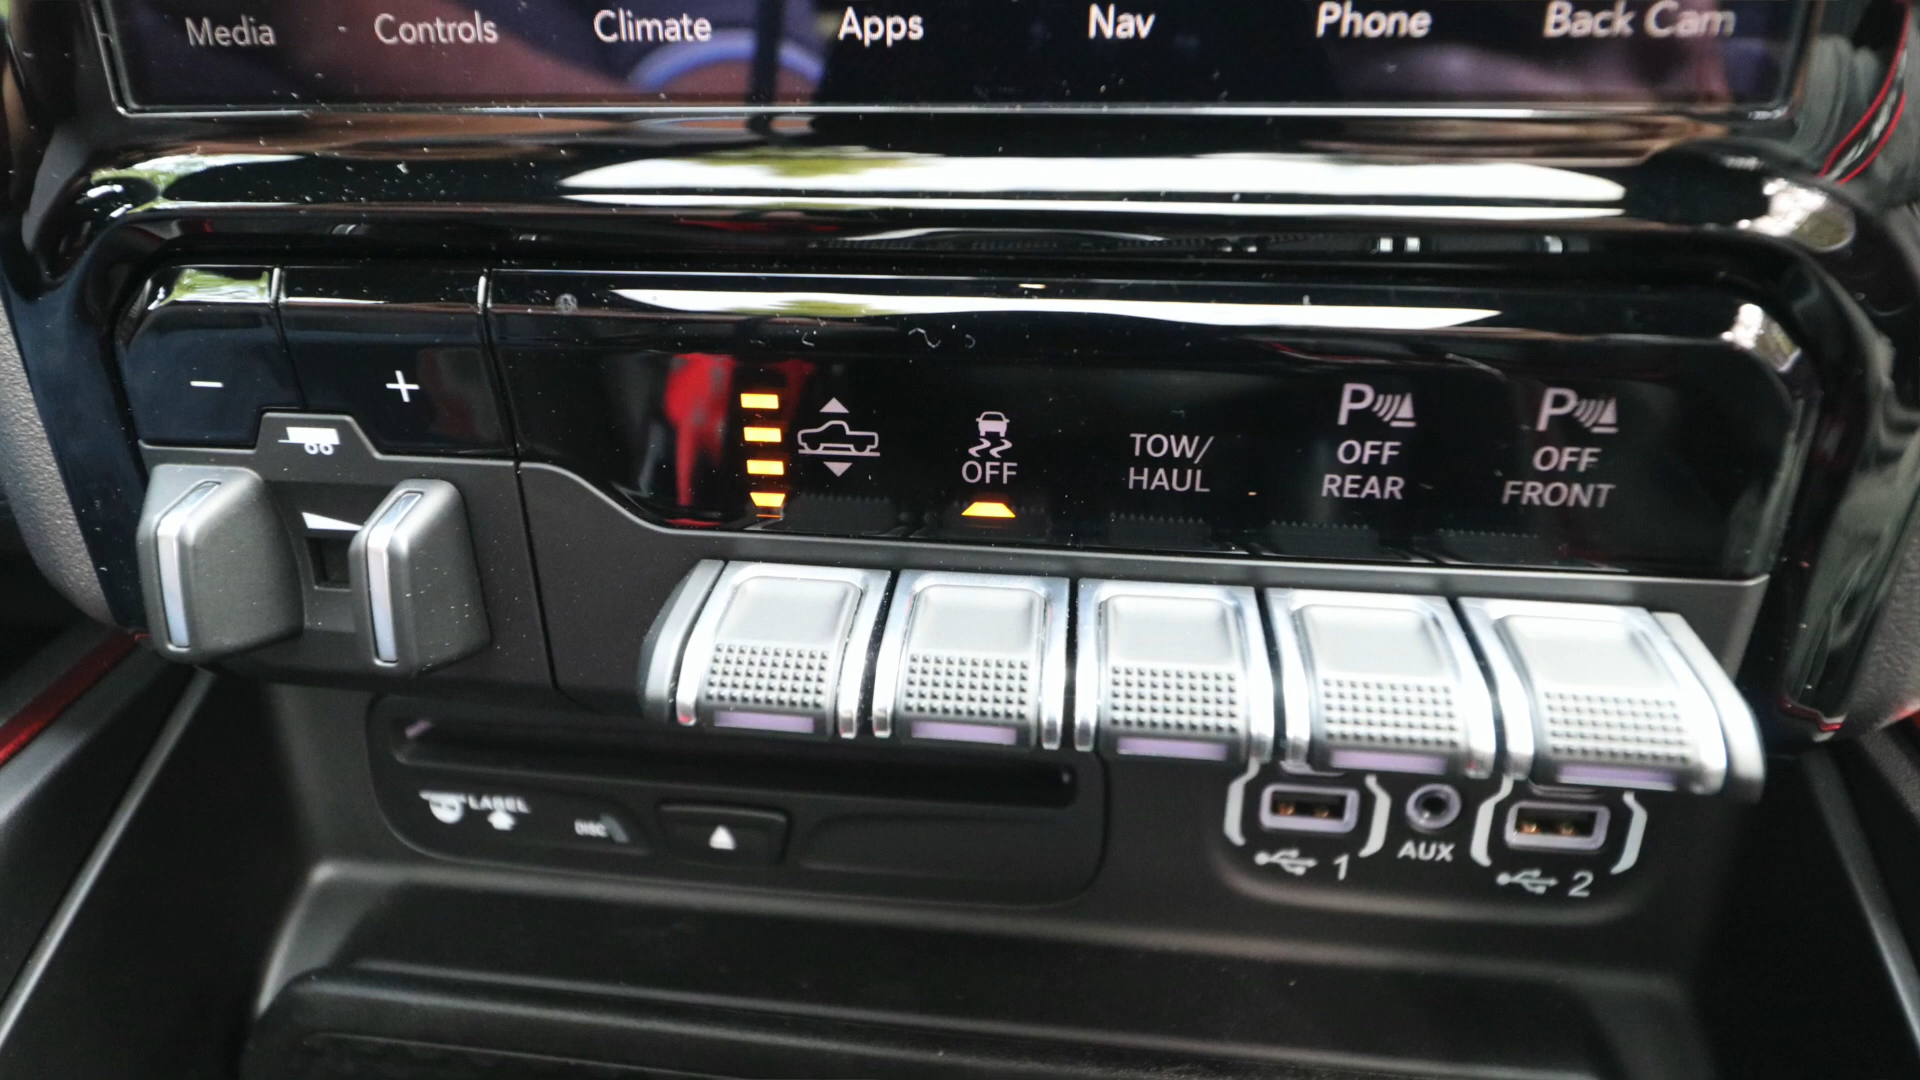 Media Controls Climate Apps Nav Phone Back Cam
- +
OFF
TOW/
HAUL
P
OFF
REAR
P
OFF
FRONT
LABEL
DISC
1
AUX
2